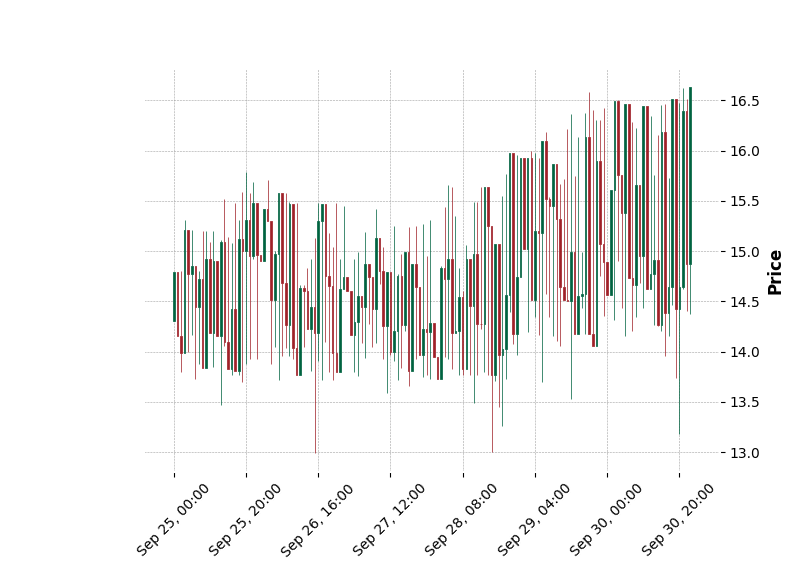 16.5
16.0
15.5
15.0
14.5
14.0
13.5
13.0
Price
Sep 25, 00:00
Sep 25, 20:00
Sep 26, 16:00
Sep 27, 12:00
Sep 28, 08:00
Sep 29, 04:00
Sep 30, 00:00
Sep 30, 20:00